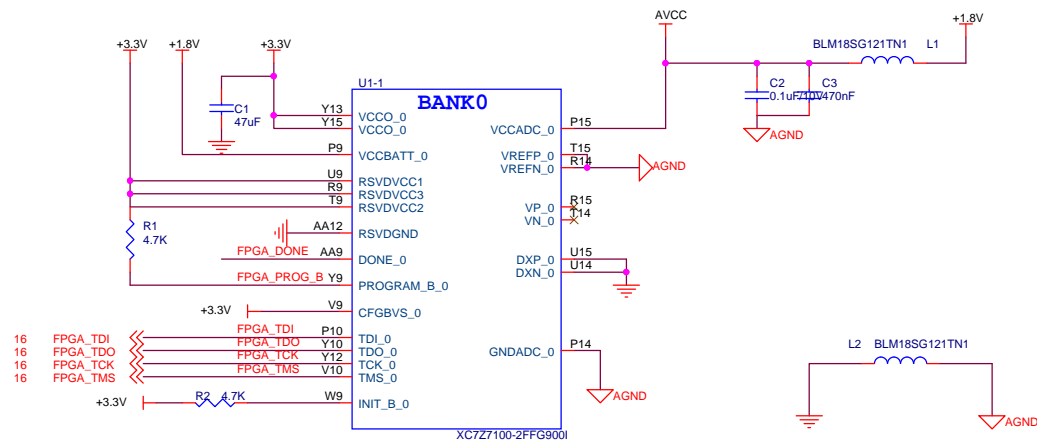 AVCC
+1.8V
+3.3V
+1.8V
+3.3V
BLM18SG121TN1
L1
U1-1
BANK0
C1
47uF
C2
C3
0.1uF/10V
470nF
AGND
Y13
VCCO_0
Y15
VCCO_0
VCCADC_0
P15
P9
VCCBATT_0
VREFP_0
T15
VREFN_0
R14
AGND
U9
RSVDVCC1
R9
RSVDVCC3
T9
RSVDVCC2
VP_0
R15
VN_0
T14
R1
4.7K
AA12
RSVDGND
FPGA_DONE
AA9
DONE_0
DXP_0
U15
DXN_0
U14
FPGA_PROG_B
Y9
PROGRAM_B_0
+3.3V
V9
CFGBVS_0
16
FPGA_TDI
FPGA_TDI
P10
TDI_0
16
FPGA_TDO
FPGA_TDO
Y10
TDO_0
16
FPGA_TCK
FPGA_TCK
Y12
TCK_0
16
FPGA_TMS
FPGA_TMS
V10
TMS_0
GNDADC_0
P14
L2
BLM18SG121TN1
+3.3V
R2
4.7K
W9
INIT_B_0
AGND
AGND
XC7Z7100-2FFG900I